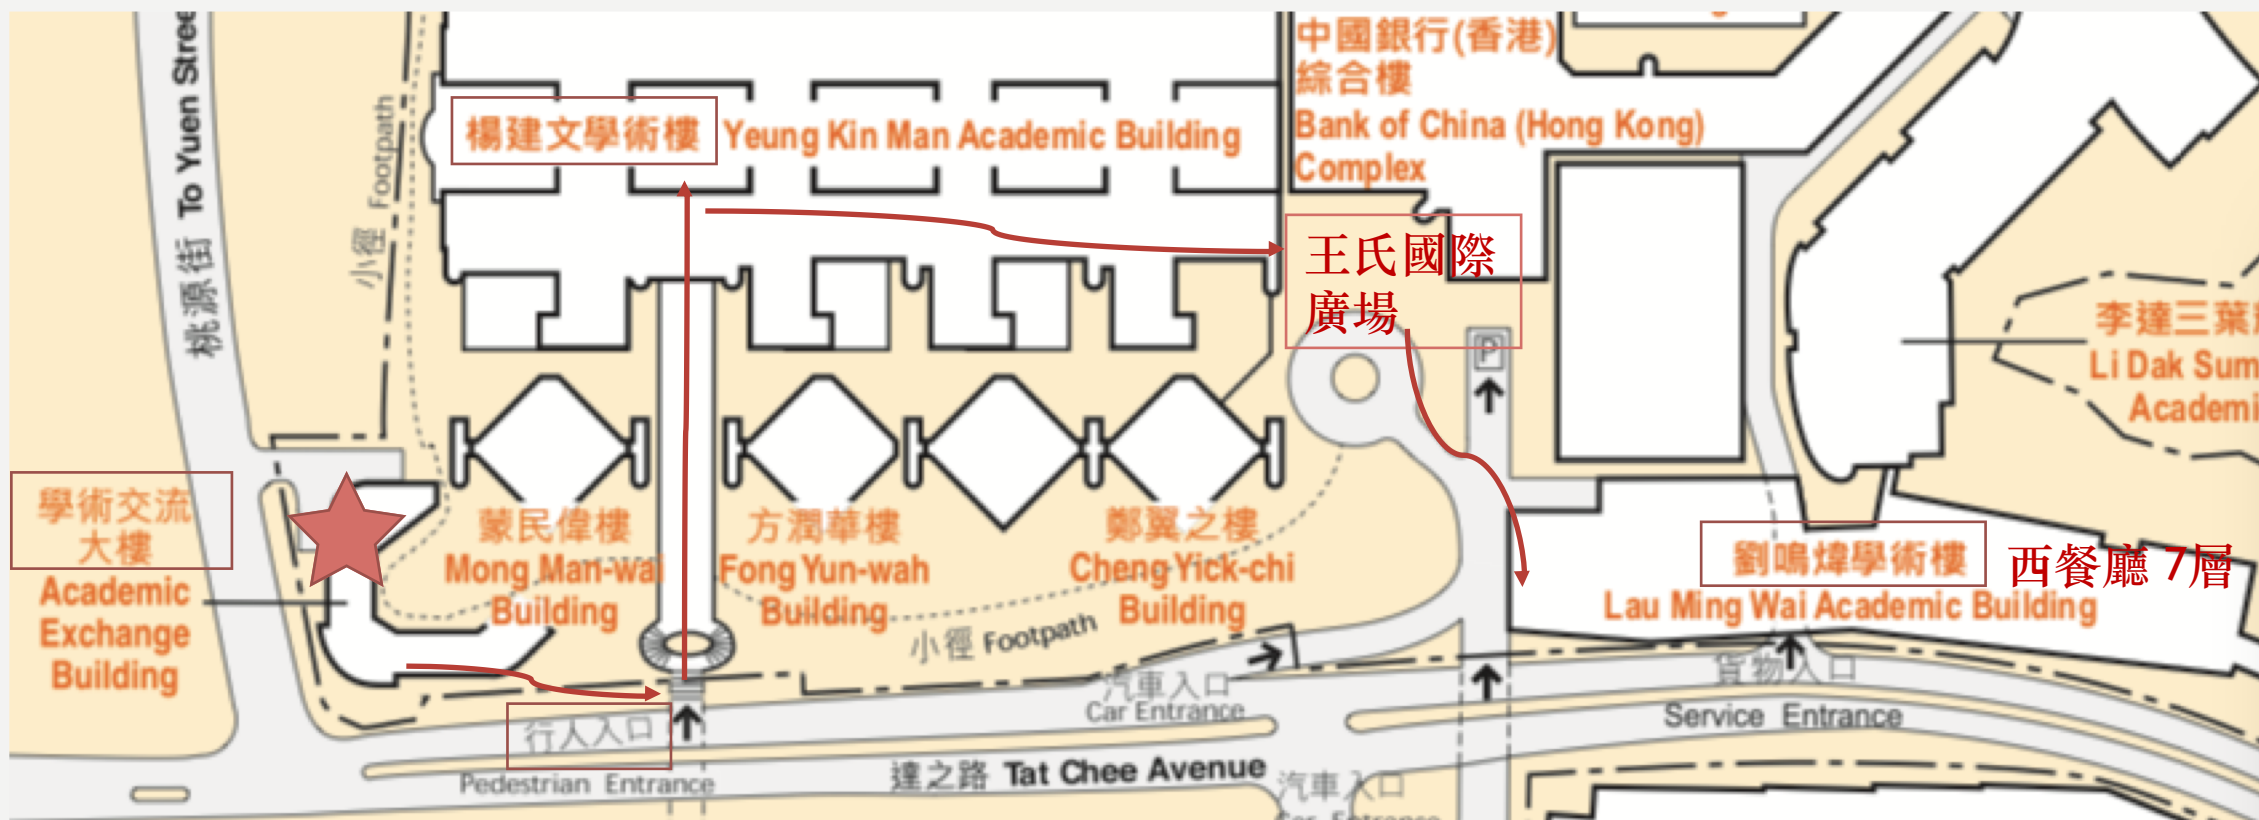 桃源街 To Yuen Stree
小徑 Footpath
楊建文學術樓 Yeung Kin Man Academic Building
中國銀行(香港)
綜合樓
Bank of China (Hong Kong)
Complex
王氏國際
廣場
P
李達三葉
Li Dak Sum
Academi
學術交流
大樓
Academic
Exchange
Building
蒙民偉樓
Mong Man-wai
Building
方潤華樓
Fong Yun-wah
Building
鄭翼之樓
Cheng Yick-chi
Building
小徑 Footpath
劉鳴煒學術樓
西餐廳 7層
Lau Ming Wai Academic Building
行人入口
Pedestrian Entrance
汽車入口
Car Entrance
貨物入口
Service Entrance
達之路 Tat Chee Avenue
汽車入口
Car Entrance